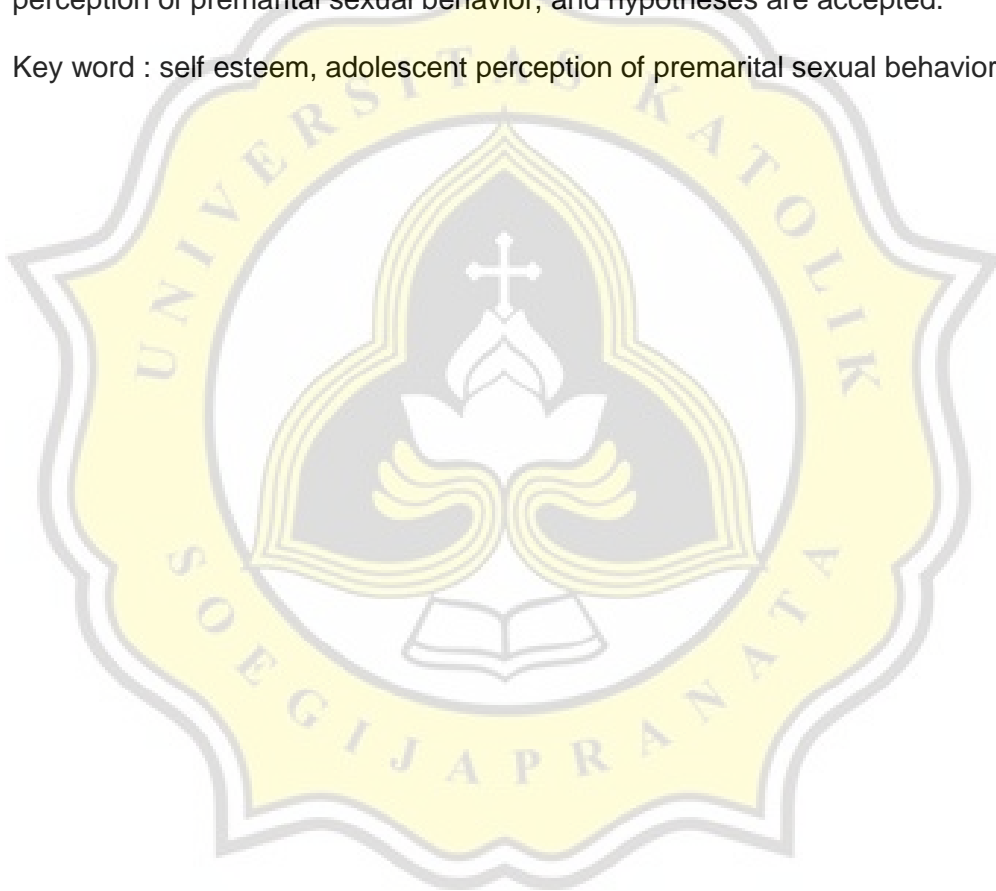 perception of premarital sexual behavior, and hypotheses are accepted.
Key word : self esteem, adolescent perception of premarital sexual behavior
UNIVERSITAS KATOLIK
SOEGIJAPRANATA